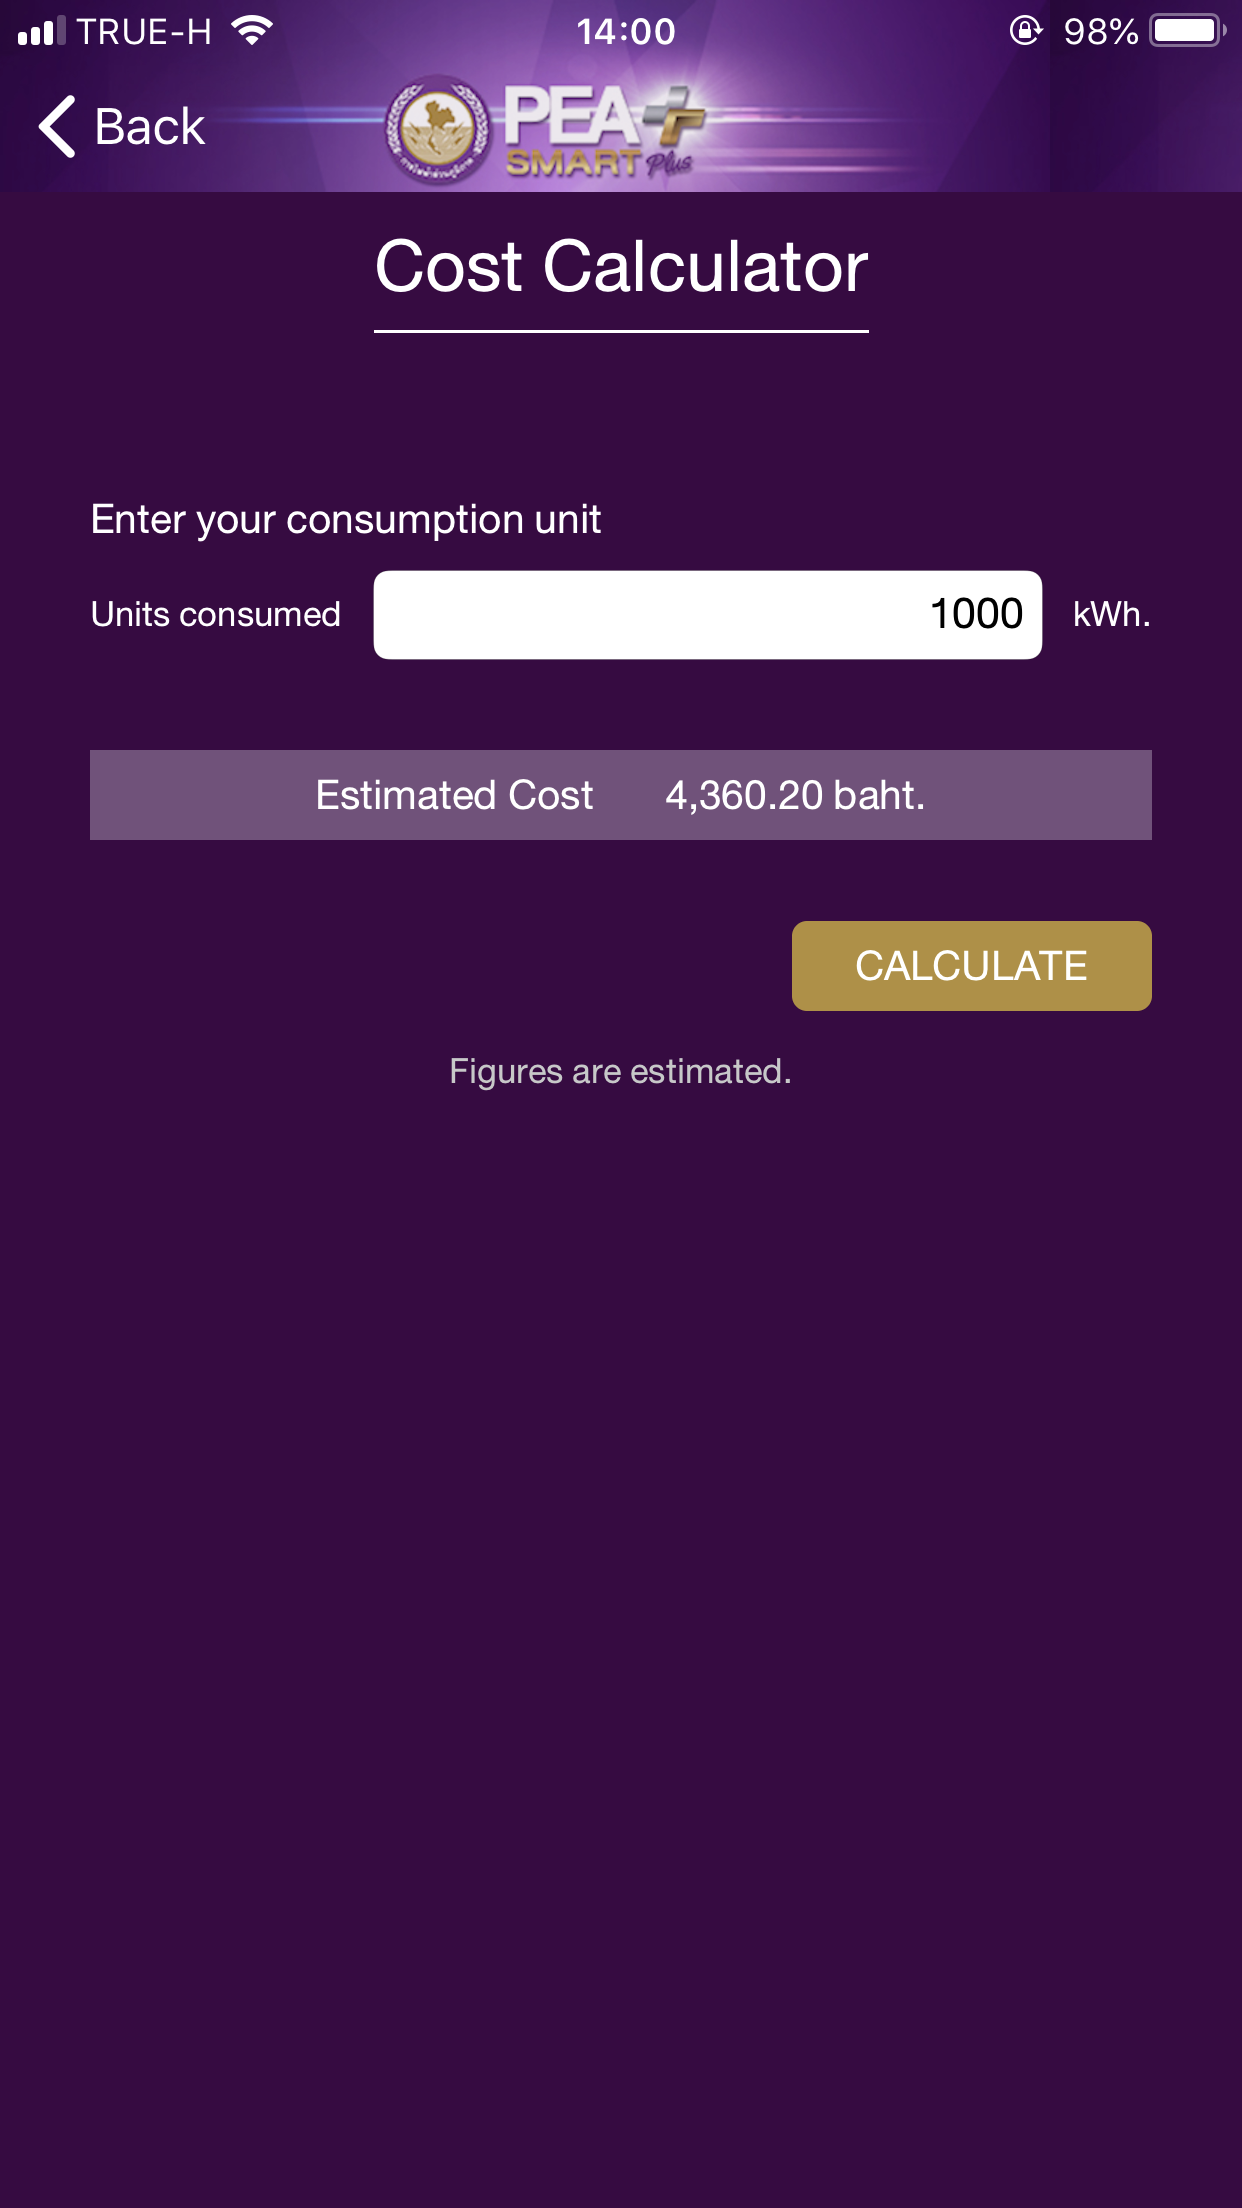 TRUE-H 14:00 98%
Back
PEA
SMART Plus
Cost Calculator
Enter your consumption unit
Units consumed 1000 kWh.
Estimated Cost 4,360.20 baht.
CALCULATE
Figures are estimated.